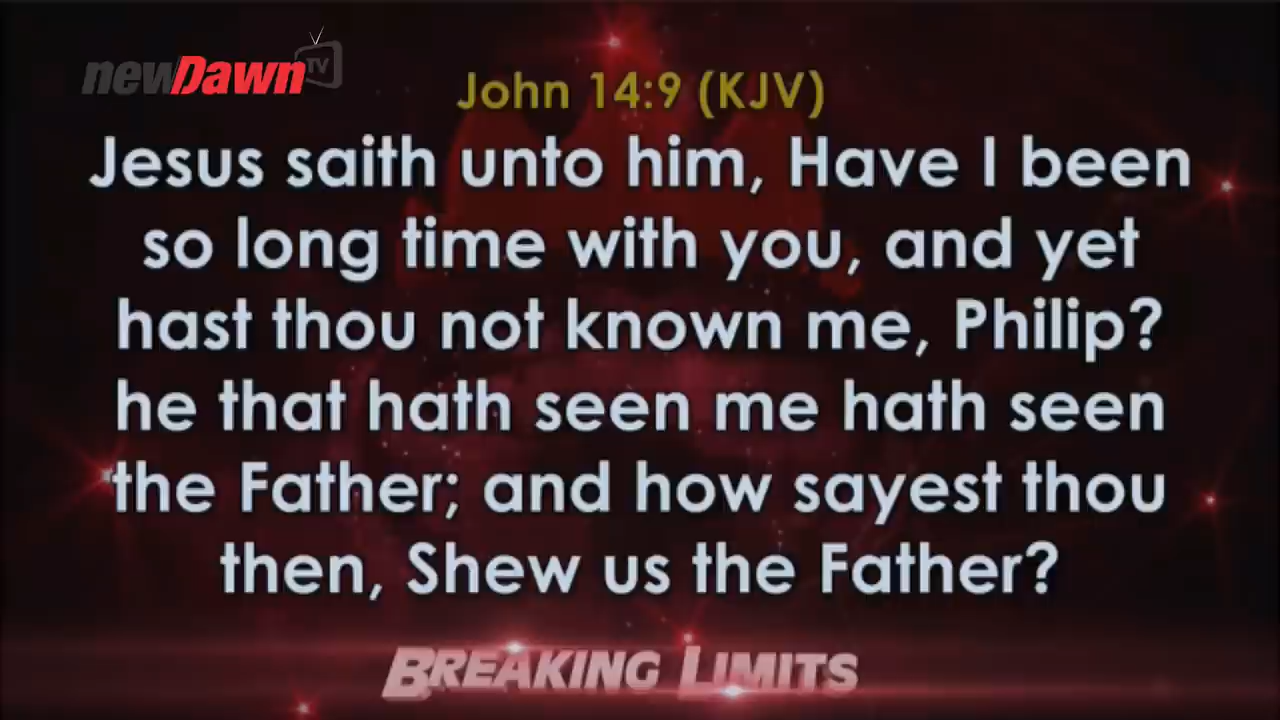 newDawn TV
John 14:9 (KJV)
Jesus saith unto him, Have I been
so long time with you, and yet
hast thou not known me, Philip?
he that hath seen me hath seen
the Father; and how sayest thou
then, Shew us the Father?
BREAKING LIMITS